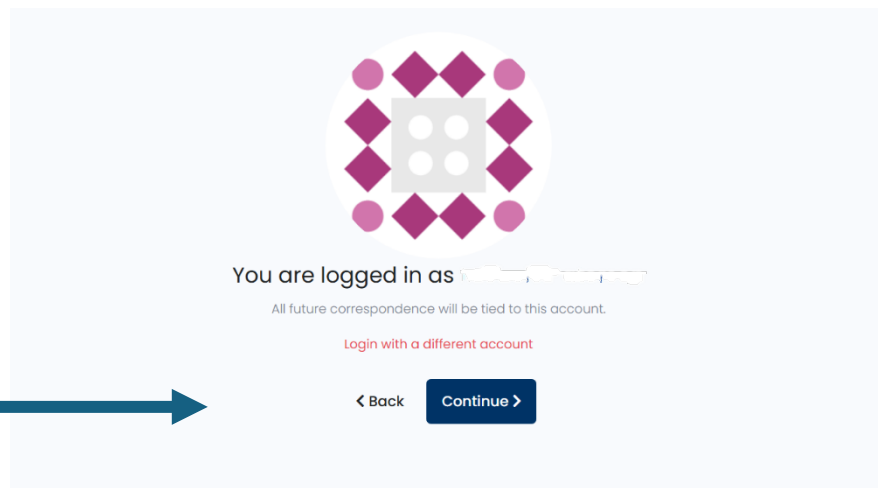 You are logged in as
All future correspondence will be tied to this account.
Login with a different account
Back
Continue